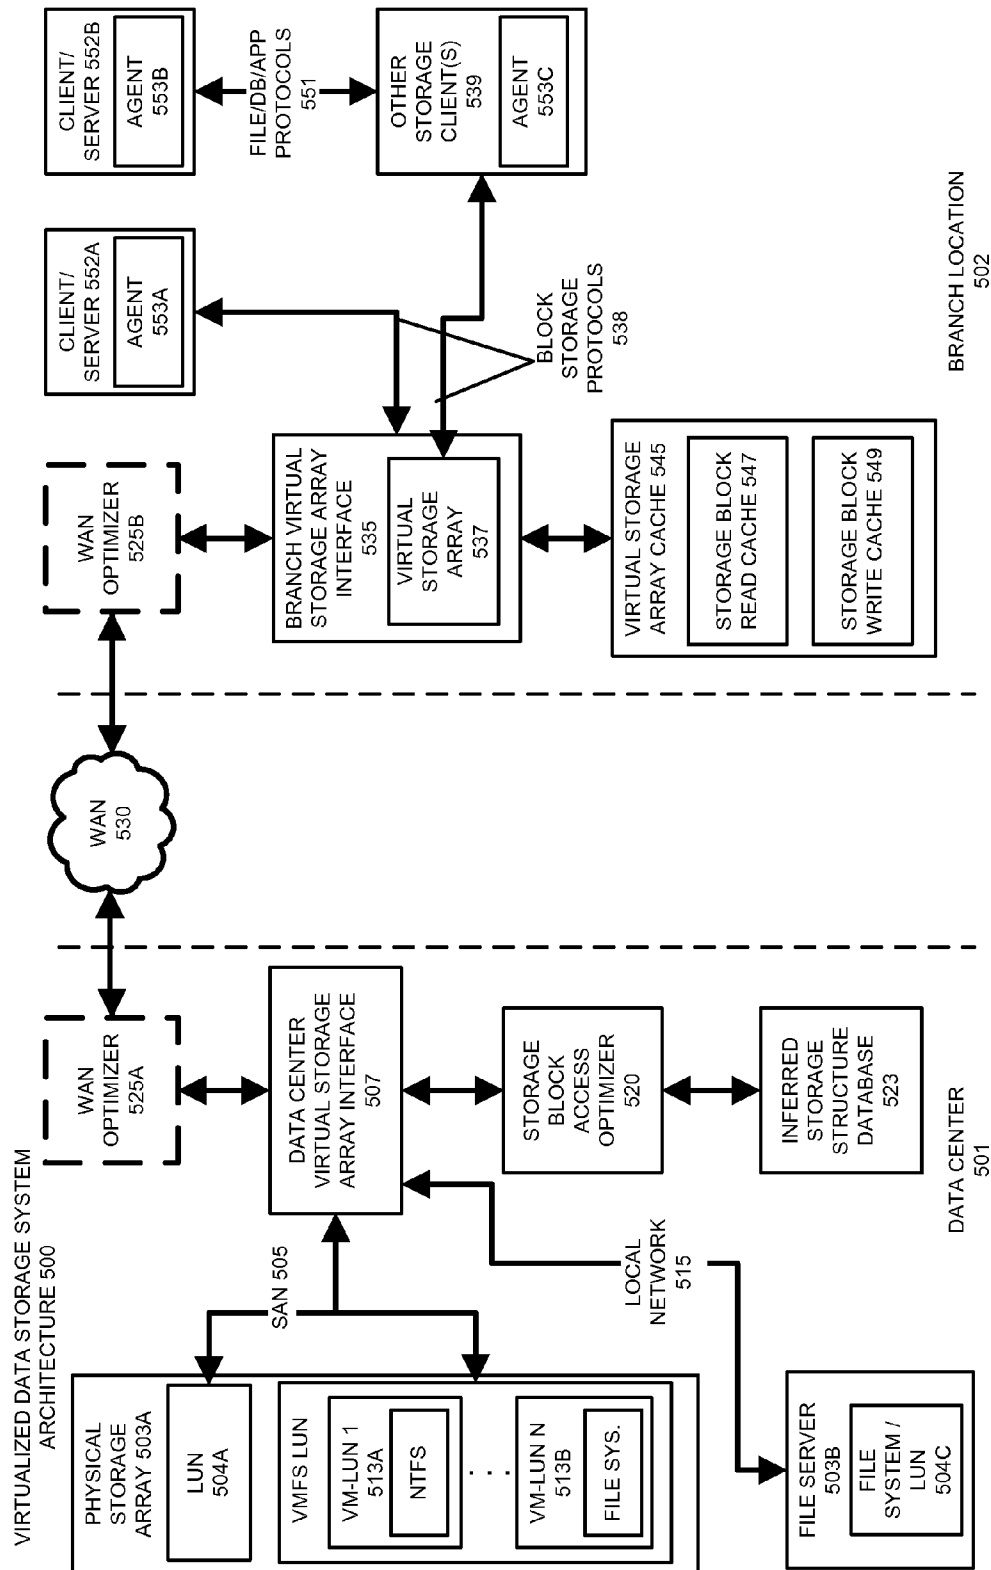 VIRTUALIZED DATA STORAGE SYSTEM
ARCHITECTURE 500
PHYSICAL
STORAGE
ARRAY 503A
LUN
504A
VMFS LUN
VM-LUN 1
513A
NTFS
. . .
VM-LUN N
513B
FILE SYS.
FILE SERVER
503B
FILE
SYSTEM /
LUN
504C
SAN 505
LOCAL
NETWORK
515
WAN
OPTIMIZER
525A
DATA CENTER
VIRTUAL STORAGE
ARRAY INTERFACE
507
STORAGE
BLOCK
ACCESS
OPTIMIZER
520
INFERRED
STORAGE
STRUCTURE
DATABASE
523
DATA CENTER
501
WAN
530
WAN
OPTIMIZER
525B
BRANCH VIRTUAL
STORAGE ARRAY
INTERFACE
535
VIRTUAL
STORAGE
ARRAY
537
VIRTUAL STORAGE
ARRAY CACHE 545
STORAGE BLOCK
READ CACHE 547
STORAGE BLOCK
WRITE CACHE 549
BLOCK
STORAGE
PROTOCOLS
538
CLIENT/
SERVER 552A
AGENT
553A
CLIENT/
SERVER 552B
AGENT
553B
FILE/DB/APP
PROTOCOLS
551
OTHER
STORAGE
CLIENT(S)
539
AGENT
553C
BRANCH LOCATION
502